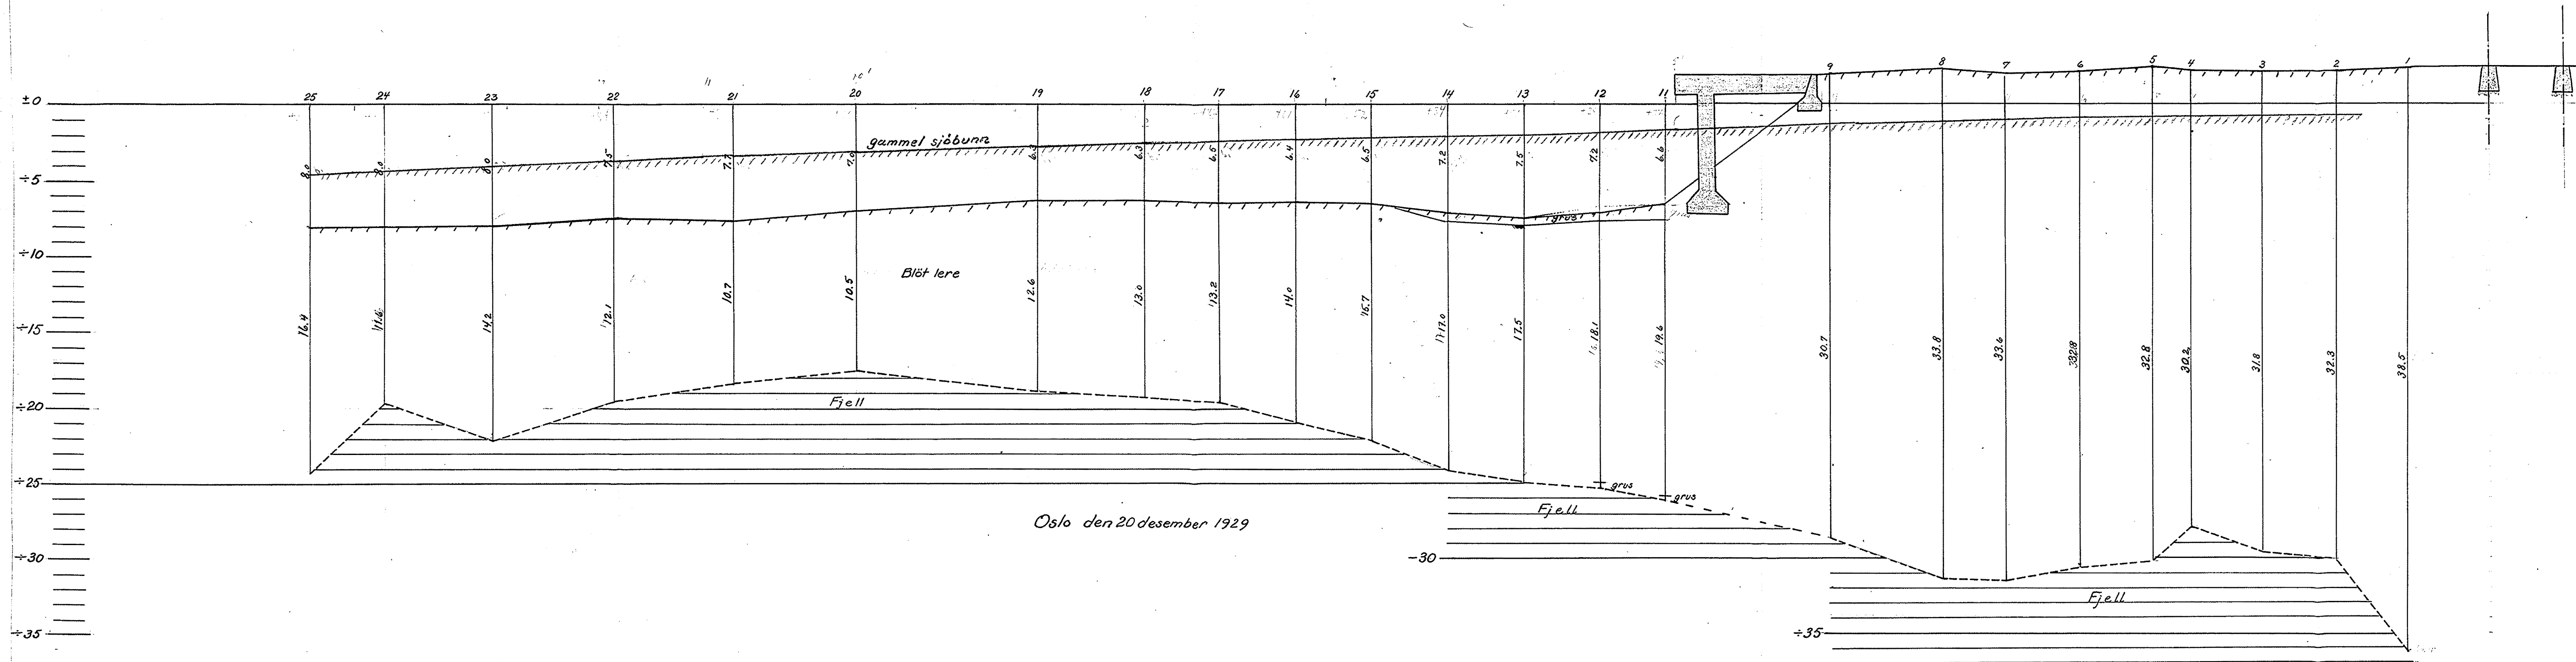 9 8 7 6 5 4 3 2 1
±0 25 24 23 22 21 20 19 18 17 16 15 14 13 12 11
gammel sjöbunn
8.0 8.0 8.0 7.5 7.7 7.0 6.3 6.3 6.5 6.4 6.5 7.2 7.5 7.2 6.6
÷5
grus
÷10
Blöt lere
÷15
16.4 11.6 14.2 12.1 10.7 10.5 12.6 13.0 13.2 14.0 15.7 17.0 17.5 18.1 19.6 30.7 33.8 33.6 32.8 32.8 30.2 31.8 32.3 38.5
÷20
Fjell
÷25
grus
grus
Fjell
Oslo den 20 desember 1929
÷30
-30
Fjell
÷35
÷35